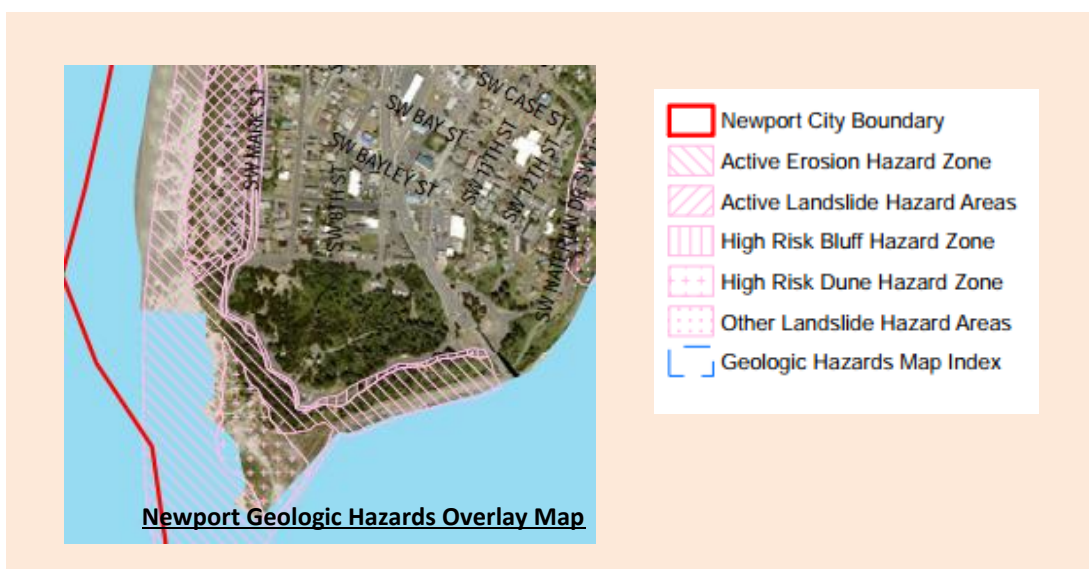 SW CASE ST
SW BAY ST
SW MARK ST
SW 11TH ST
SW BAYLEY ST
SW 12TH ST
SW 8TH ST
SW NATERLIN DR
SW
Newport Geologic Hazards Overlay Map
Newport City Boundary
Active Erosion Hazard Zone
Active Landslide Hazard Areas
High Risk Bluff Hazard Zone
High Risk Dune Hazard Zone
Other Landslide Hazard Areas
Geologic Hazards Map Index